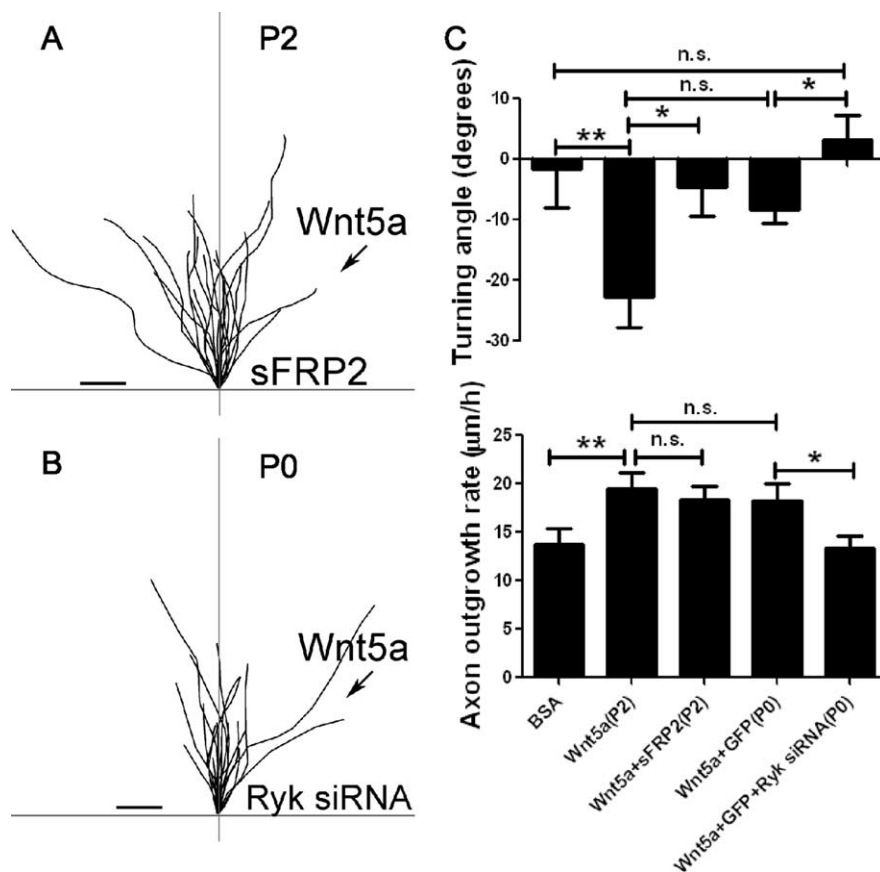 A
P2
Wnt5a
sFRP2
B
P0
Wnt5a
Ryk siRNA
C
n.s.
n.s.
*
**
*
Turning angle (degrees)
10
0
-10
-20
-30
n.s.
**
n.s.
*
Axon outgrowth rate (μm/h)
25
20
15
10
5
0
BSA
Wnt5a(P2)
Wnt5a+sFRP2(P2)
Wnt5a+GFP(P0)
Wnt5a+GFP+Ryk siRNA(P0)